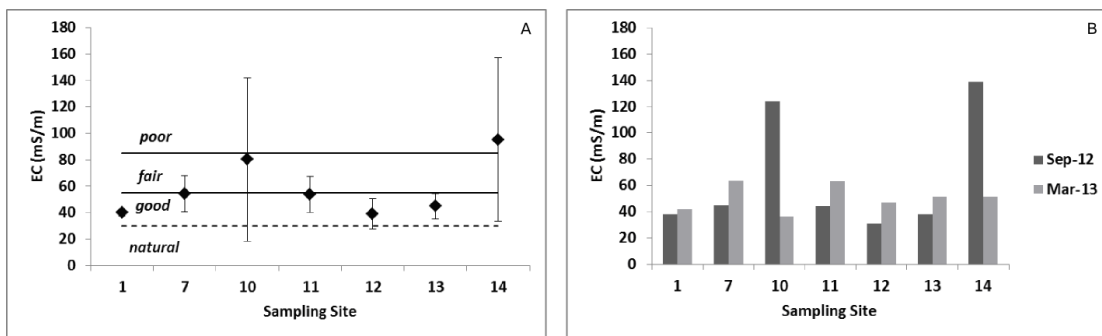 A
EC (mS/m)
180
160
140
120
100
80
60
40
20
0
poor
fair
good
natural
1 7 10 11 12 13 14
Sampling Site
B
EC (mS/m)
180
160
140
120
100
80
60
40
20
0
Sep-12
Mar-13
1 7 10 11 12 13 14
Sampling Site